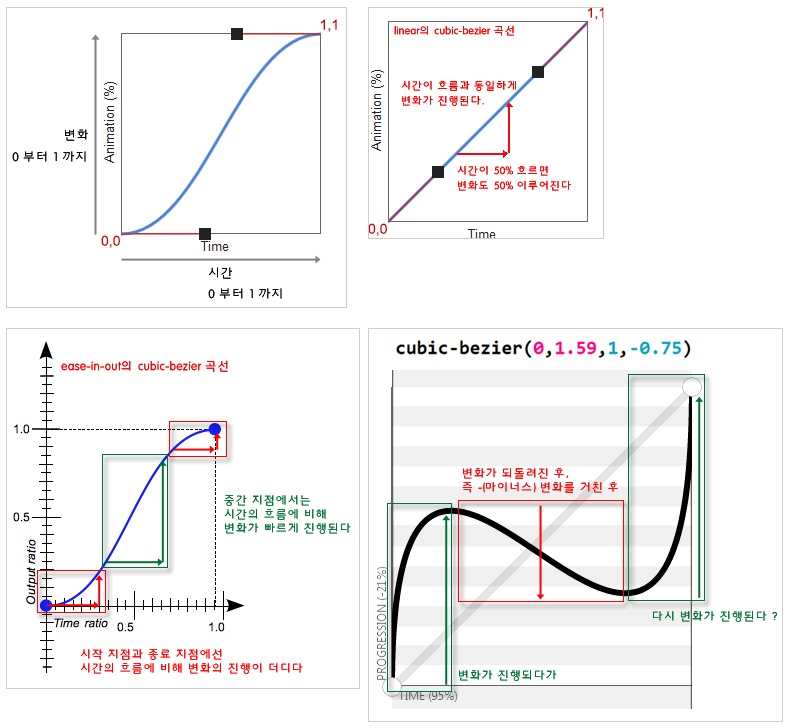 1,1
Animation (%)
변화
0 부터 1 까지
0,0
Time
시간
0 부터 1 까지
1,1
linear의 cubic-bezier 곡선
시간이 흐름과 동일하게
변화가 진행된다.
Animation (%)
시간이 50% 흐르면
변화도 50% 이루어진다
0,0
Time
ease-in-out의 cubic-bezier 곡선
1.0
중간 지점에서는
시간의 흐름에 비해
변화가 빠르게 진행된다
0.5
Output ratio
Time ratio
0.5
1.0
시작 지점과 종료 지점에선
시간의 흐름에 비해 변화의 진행이 더디다
cubic-bezier(0,1.59,1,-0.75)
변화가 되돌려진 후,
즉 -(마이너스) 변화를 거친 후
PROGRESSION (-21%)
다시 변화가 진행된다 ?
변화가 진행되다가
TIME (95%)